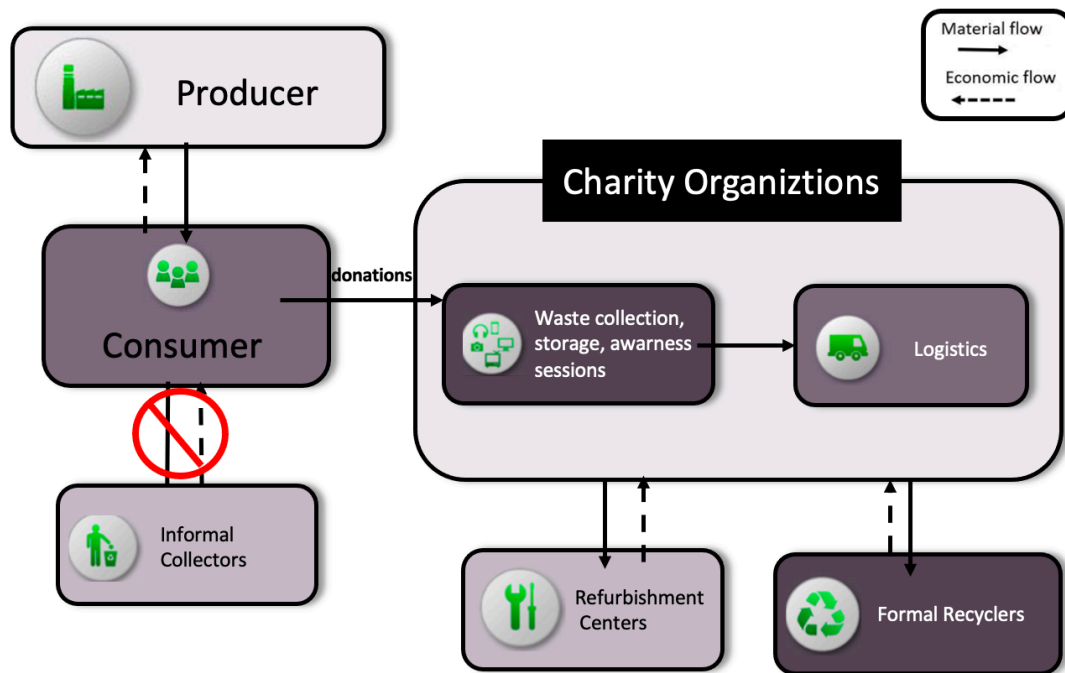 Material flow
Economic flow
Producer
Charity Organiztions
Consumer
donations
Waste collection,
storage, awarness
sessions
Logistics
Informal
Collectors
Refurbishment
Centers
Formal Recyclers